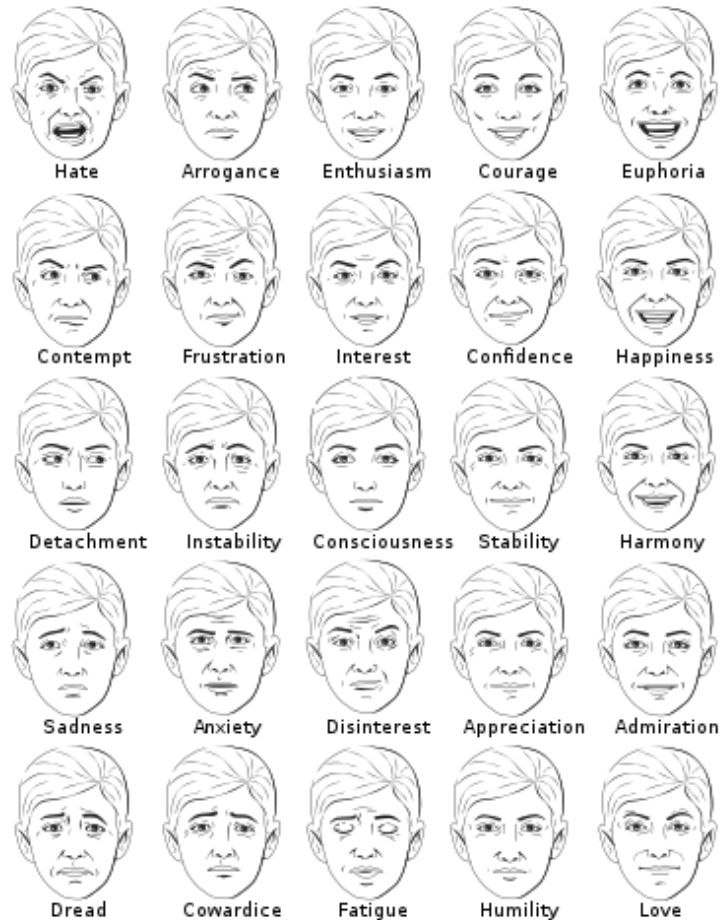 Hate Arrogance Enthusiasm Courage Euphoria
Contempt Frustration Interest Confidence Happiness
Detachment Instability Consciousness Stability Harmony
Sadness Anxiety Disinterest Appreciation Admiration
Dread Cowardice Fatigue Humility Love